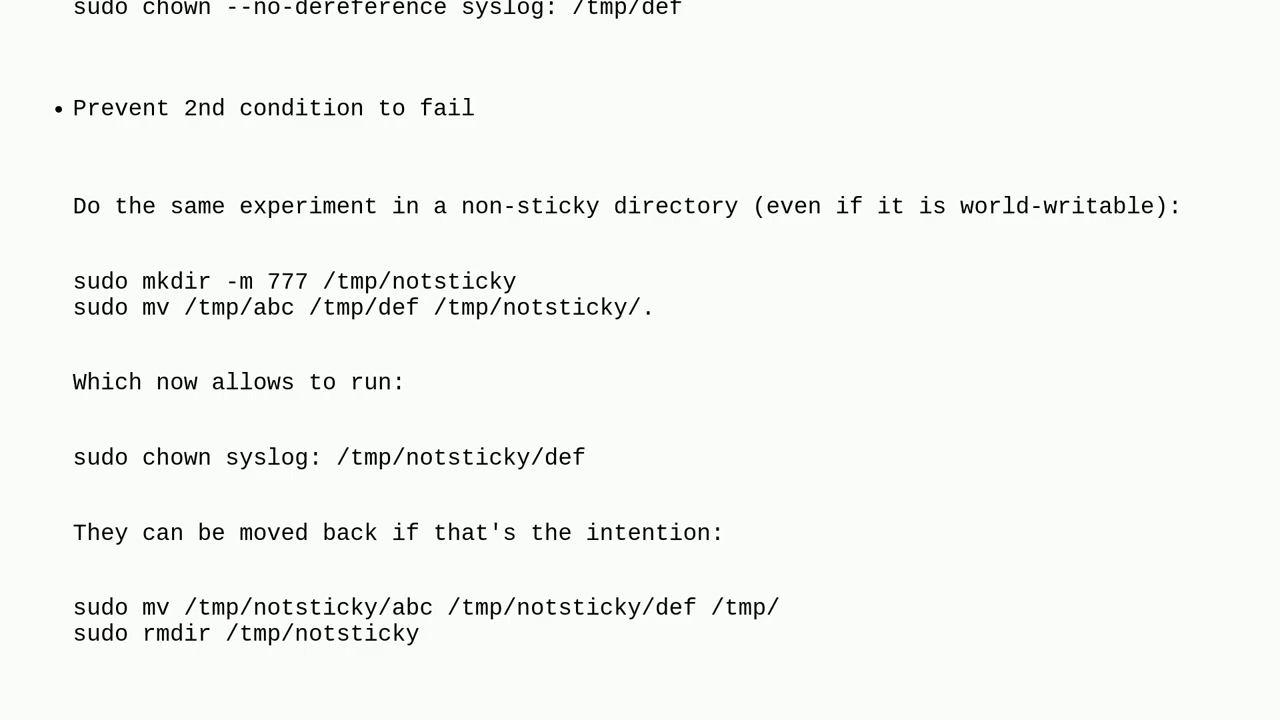 sudo chown --no-dereference syslog: /tmp/def
• Prevent 2nd condition to fail
Do the same experiment in a non-sticky directory (even if it is world-writable):
sudo mkdir -m 777 /tmp/notsticky
sudo mv /tmp/abc /tmp/def /tmp/notsticky/.
Which now allows to run:
sudo chown syslog: /tmp/notsticky/def
They can be moved back if that's the intention:
sudo mv /tmp/notsticky/abc /tmp/notsticky/def /tmp/
sudo rmdir /tmp/notsticky